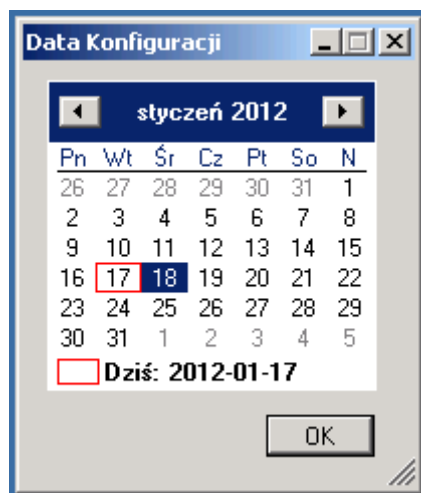 Data Konfiguracji
styczeń 2012
Pn Wt Śr Cz Pt So N
26 27 28 29 30 31 1
2 3 4 5 6 7 8
9 10 11 12 13 14 15
16 17 18 19 20 21 22
23 24 25 26 27 28 29
30 31 1 2 3 4 5
Dziś: 2012-01-17
OK